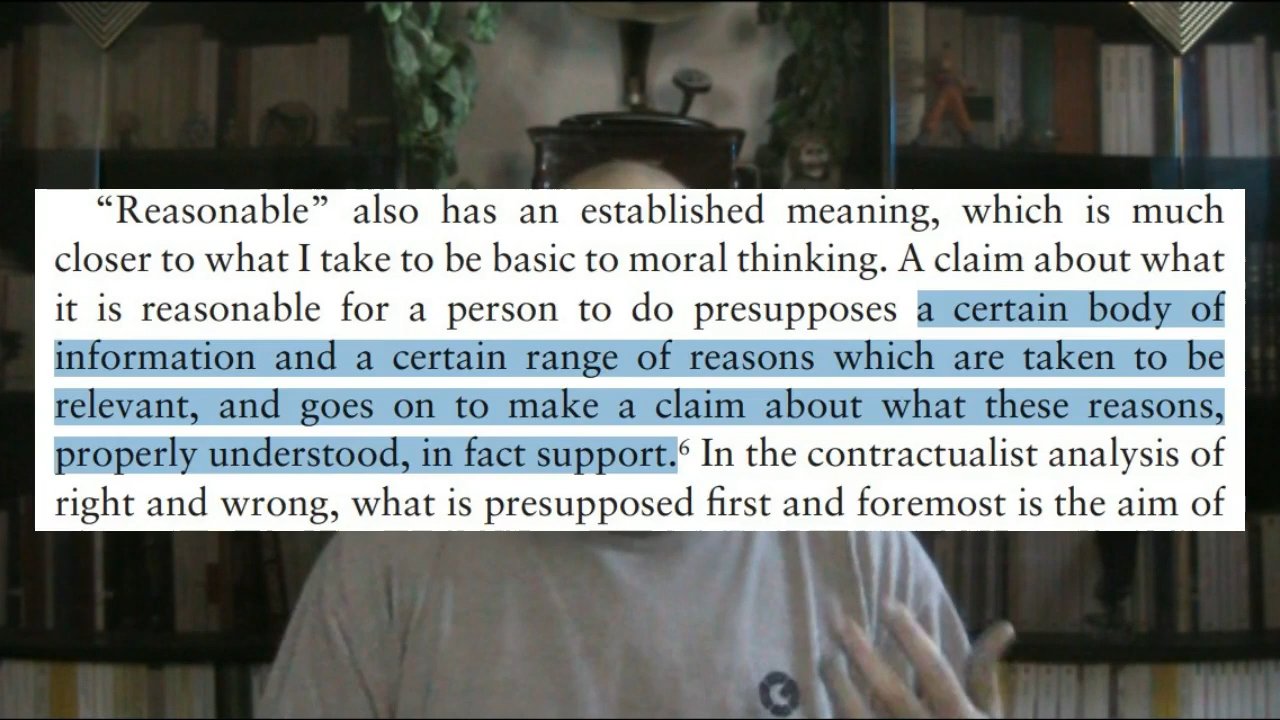 “Reasonable” also has an established meaning, which is much
closer to what I take to be basic to moral thinking. A claim about what
it is reasonable for a person to do presupposes a certain body of
information and a certain range of reasons which are taken to be
relevant, and goes on to make a claim about what these reasons,
properly understood, in fact support.⁶ In the contractualist analysis of
right and wrong, what is presupposed first and foremost is the aim of